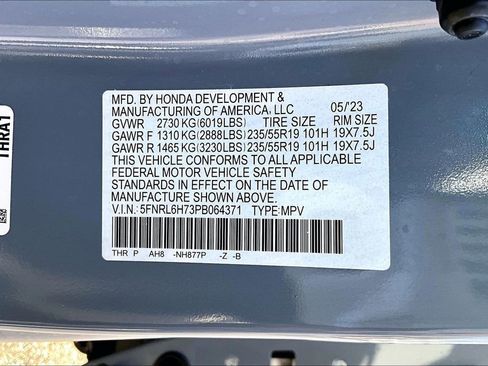 MFD. BY HONDA DEVELOPMENT &
MANUFACTURING OF AMERICA, LLC 05/'23
GVWR 2730 KG(6019LBS) TIRE SIZE RIM SIZE
GAWR F 1310 KG(2888LBS) 235/55R19 101H 19X7.5J
GAWR R 1465 KG(3230LBS) 235/55R19 101H 19X7.5J
THIS VEHICLE CONFORMS TO ALL APPLICABLE
FEDERAL MOTOR VEHICLE SAFETY
STANDARDS IN EFFECT ON THE DATE OF
MANUFACTURE SHOWN ABOVE.
V.I.N.: 5FNRL6H73PB064371 TYPE:MPV
THR P AH8 -NH877P -Z -B
THRA1